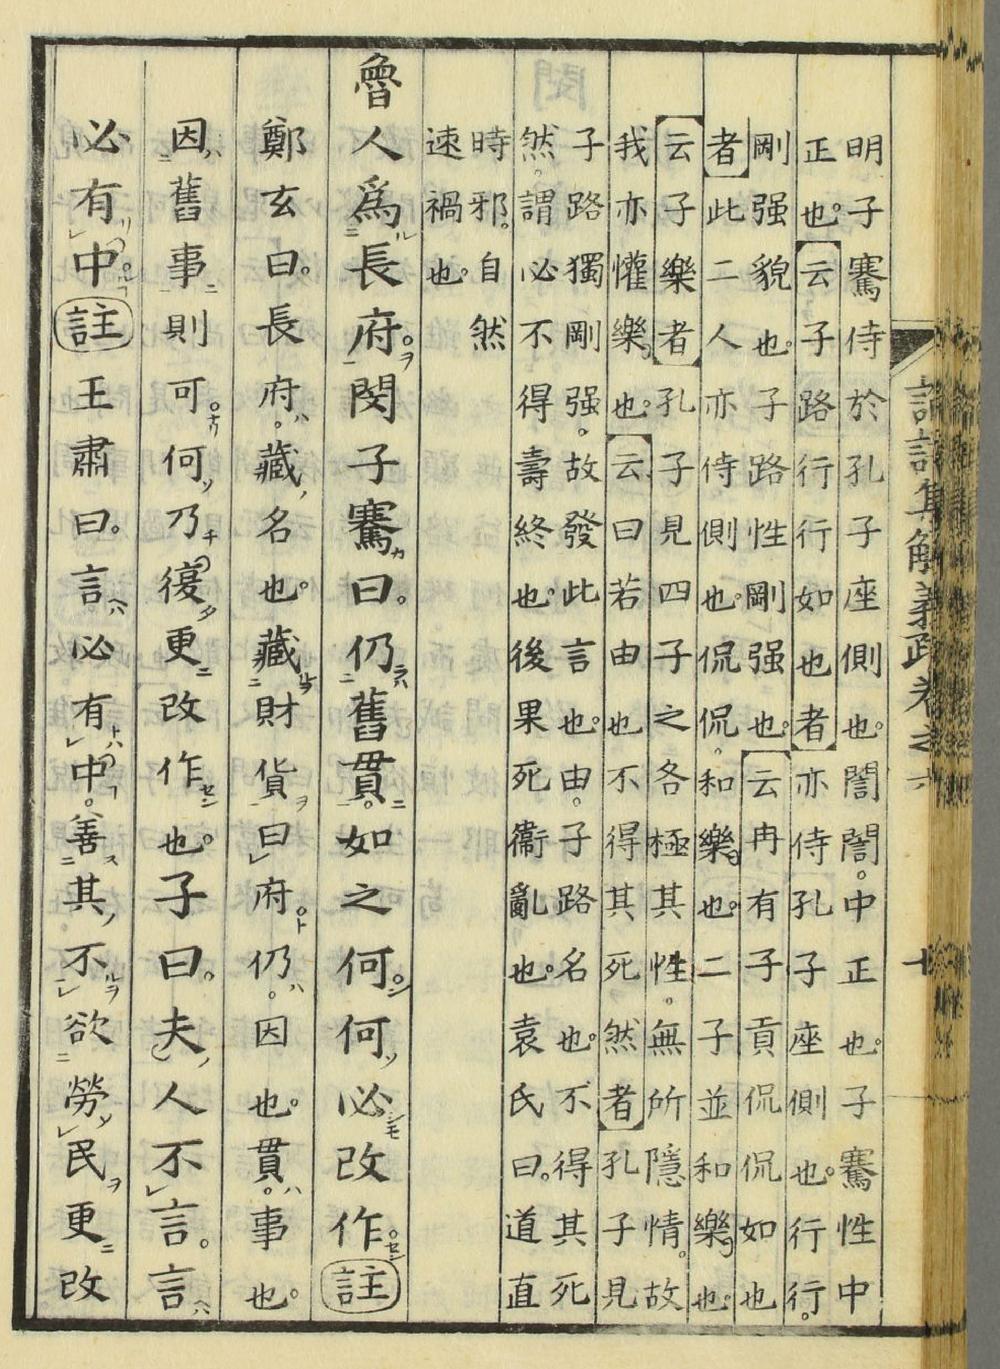 論語集解義疏卷之六　十
明子騫侍於孔子座側也。誾誾。中正也。子騫性中
正也。云子路行行如也者亦侍孔子座側也。行行。
剛强貌也。子路性剛强也。云冉有子貢侃侃如也
者此二人亦侍側也。侃侃。和樂也。二子並和樂也。
云子樂者孔子見四子之各極其性。無所隱情。故
我亦懽樂也。云曰若由也不得其死然者孔子見
子路獨剛强。故發此言也。由。子路名也。不得其死
然。謂必不得壽終也。後果死衞亂也。袁氏曰。道直
時邪。自然
速禍也。
魯人爲長府。閔子騫曰。仍舊貫。如之何。何必改作。註
鄭玄曰。長府。藏名也。藏財貨曰府。仍。因也。貫。事也。
因舊事則可。何乃復更改作也。子曰。夫人不言。言
必有中。註王肅曰。言必有中。善其不欲勞民更改